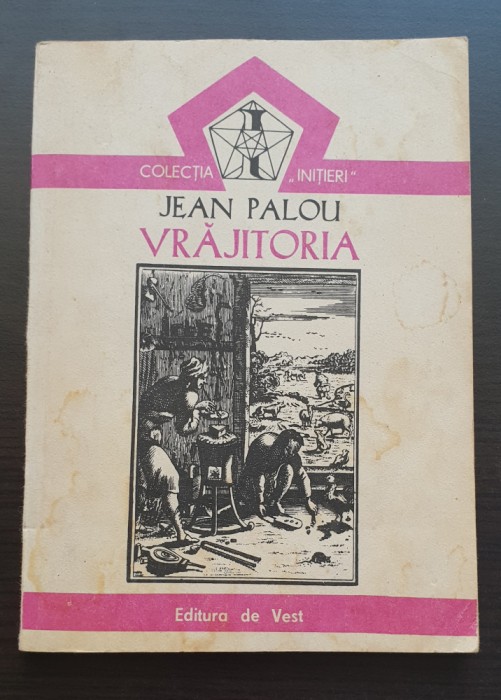 COLECȚIA „INIȚIERI“
JEAN PALOU
VRĂJITORIA
Editura de Vest